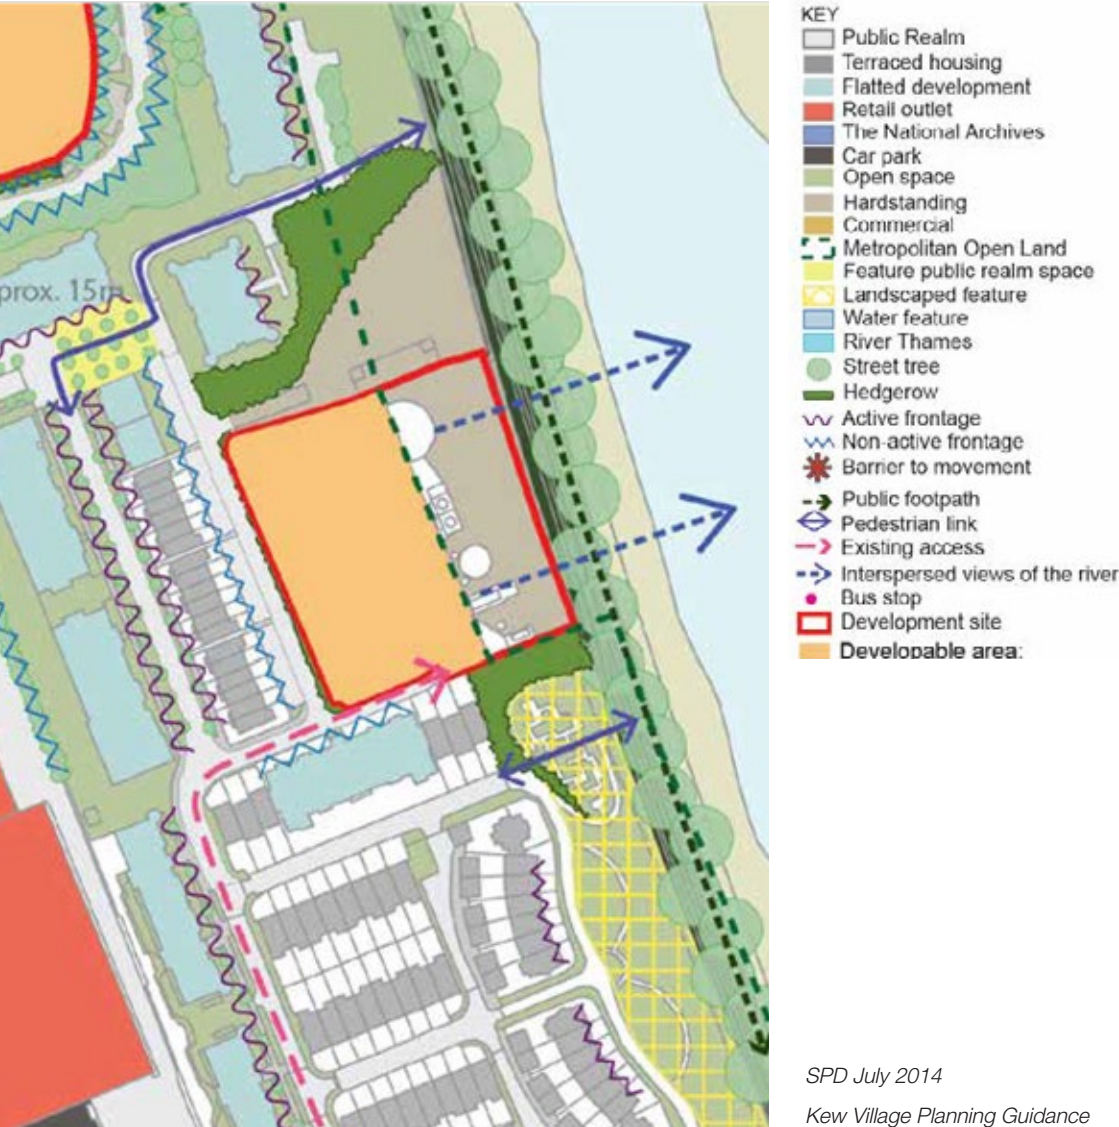 prox. 15m
KEY
Public Realm
Terraced housing
Flatted development
Retail outlet
The National Archives
Car park
Open space
Hardstanding
Commercial
Metropolitan Open Land
Feature public realm space
Landscaped feature
Water feature
River Thames
Street tree
Hedgerow
Active frontage
Non-active frontage
Barrier to movement
Public footpath
Pedestrian link
Existing access
Interspersed views of the river
Bus stop
Development site
Developable area:
SPD July 2014
Kew Village Planning Guidance